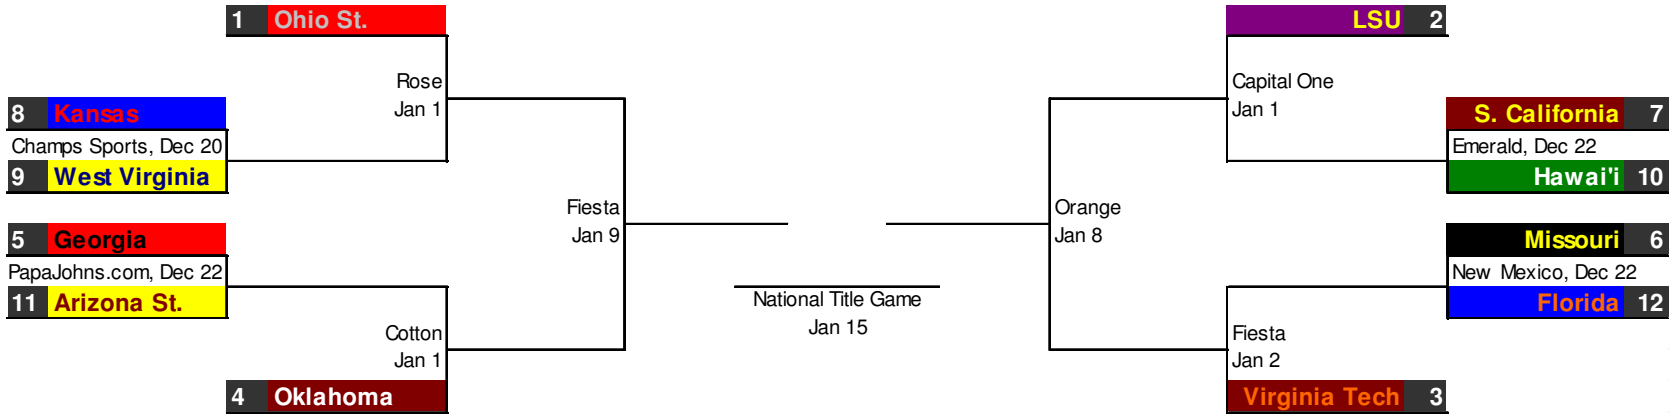 1 Ohio St.
LSU 2
Rose
Jan 1
Capital One
Jan 1
8 Kansas
Champs Sports, Dec 20
9 West Virginia
S. California 7
Emerald, Dec 22
Hawai'i 10
Fiesta
Jan 9
Orange
Jan 8
5 Georgia
PapaJohns.com, Dec 22
11 Arizona St.
Missouri 6
New Mexico, Dec 22
Florida 12
National Title Game
Jan 15
Cotton
Jan 1
Fiesta
Jan 2
4 Oklahoma
Virginia Tech 3